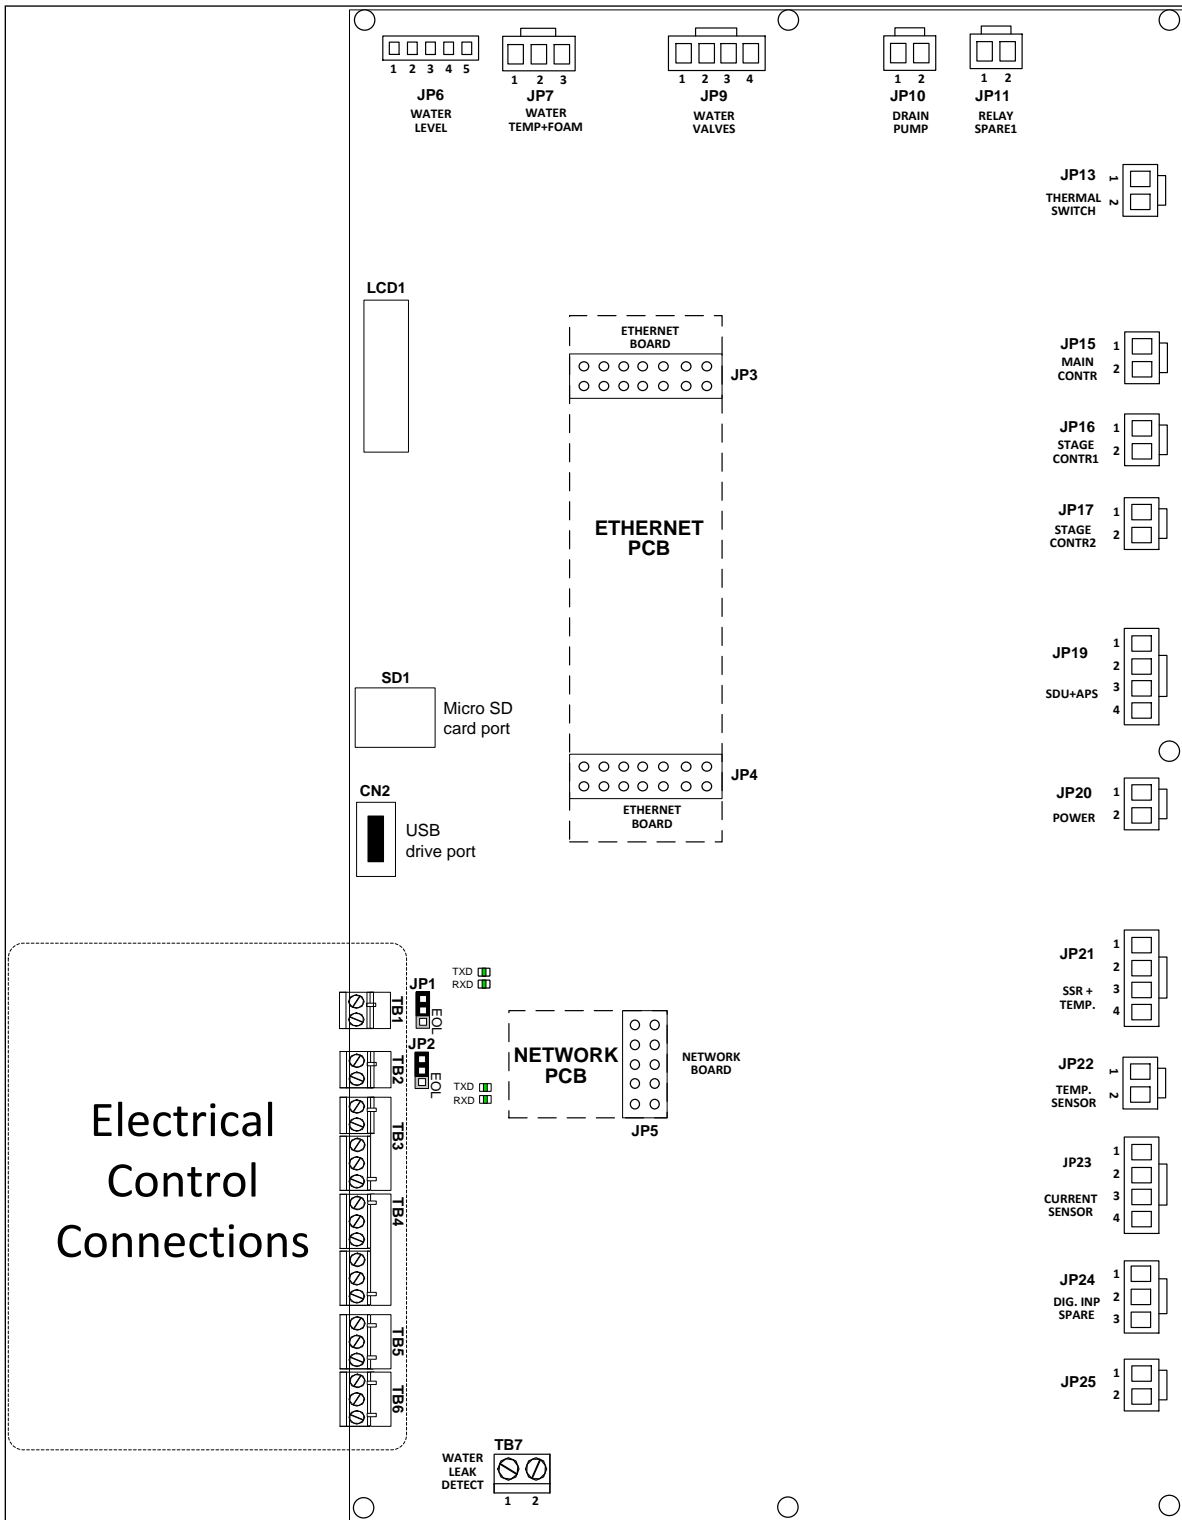 1 2 3 4 5
JP6
WATER
LEVEL
1 2 3
JP7
WATER
TEMP+FOAM
1 2 3 4
JP9
WATER
VALVES
1 2
JP10
DRAIN
PUMP
1 2
JP11
RELAY
SPARE1
JP13
THERMAL
SWITCH
1
2
LCD1
ETHERNET
BOARD
JP3
JP15
MAIN
CONTR
1
2
JP16
STAGE
CONTR1
1
2
ETHERNET
PCB
JP17
STAGE
CONTR2
1
2
JP19
SDU+APS
1
2
3
4
SD1
Micro SD
card port
JP4
ETHERNET
BOARD
CN2
USB
drive port
JP20
POWER
1
2
JP21
SSR +
TEMP.
1
2
3
4
TXD
RXD
JP1
EOL
TB1
JP2
EOL
TB2
TXD
RXD
NETWORK
PCB
NETWORK
BOARD
JP5
JP22
TEMP.
SENSOR
1
2
Electrical
Control
Connections
TB3
TB4
TB5
TB6
JP23
CURRENT
SENSOR
1
2
3
4
JP24
DIG. INP
SPARE
1
2
3
JP25
1
2
TB7
WATER
LEAK
DETECT
1 2